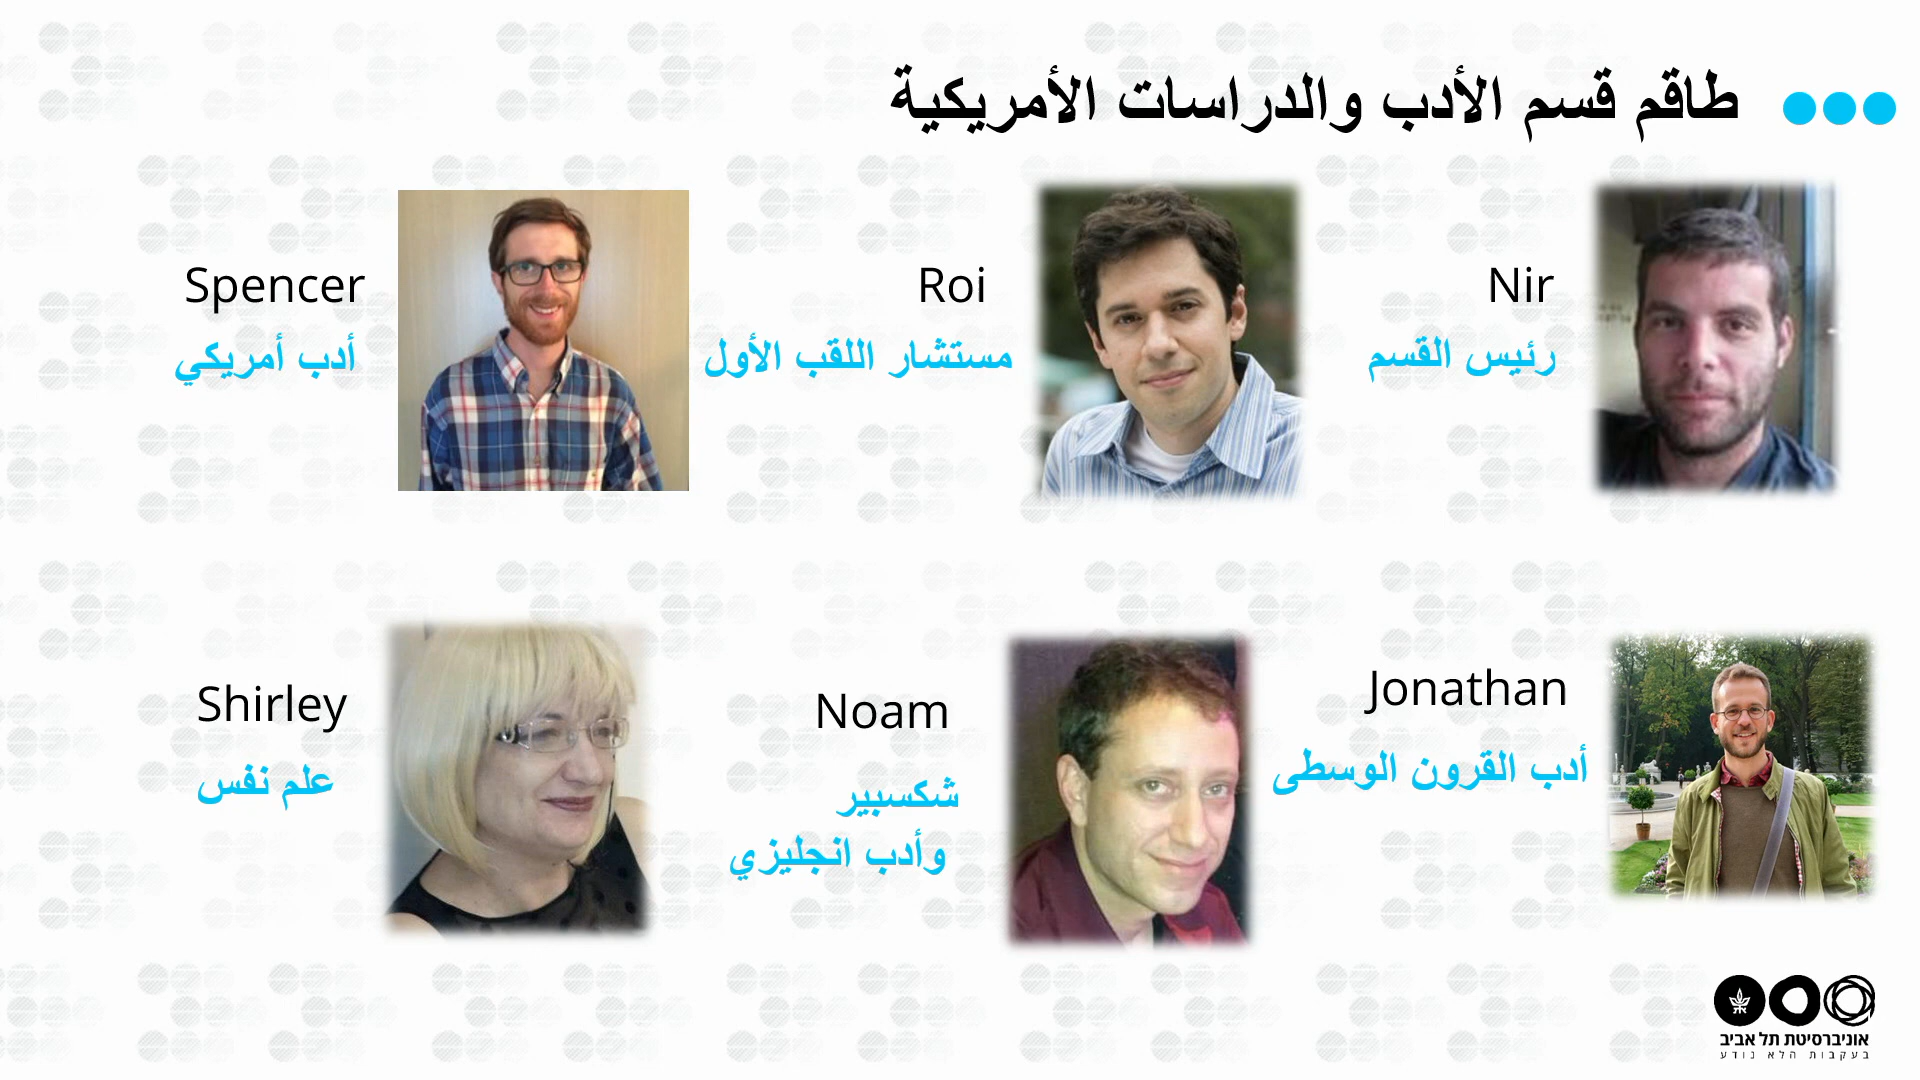 طاقم قسم الأدب والدراسات الأمريكية
Nir
رئيس القسم
Roi
مستشار اللقب الأول
Spencer
أدب أمريكي
Jonathan
أدب القرون الوسطى
Noam
شكسبير
وأدب انجليزي
Shirley
علم نفس
אוניברסיטת תל אביב
בעקבות הלא נודע